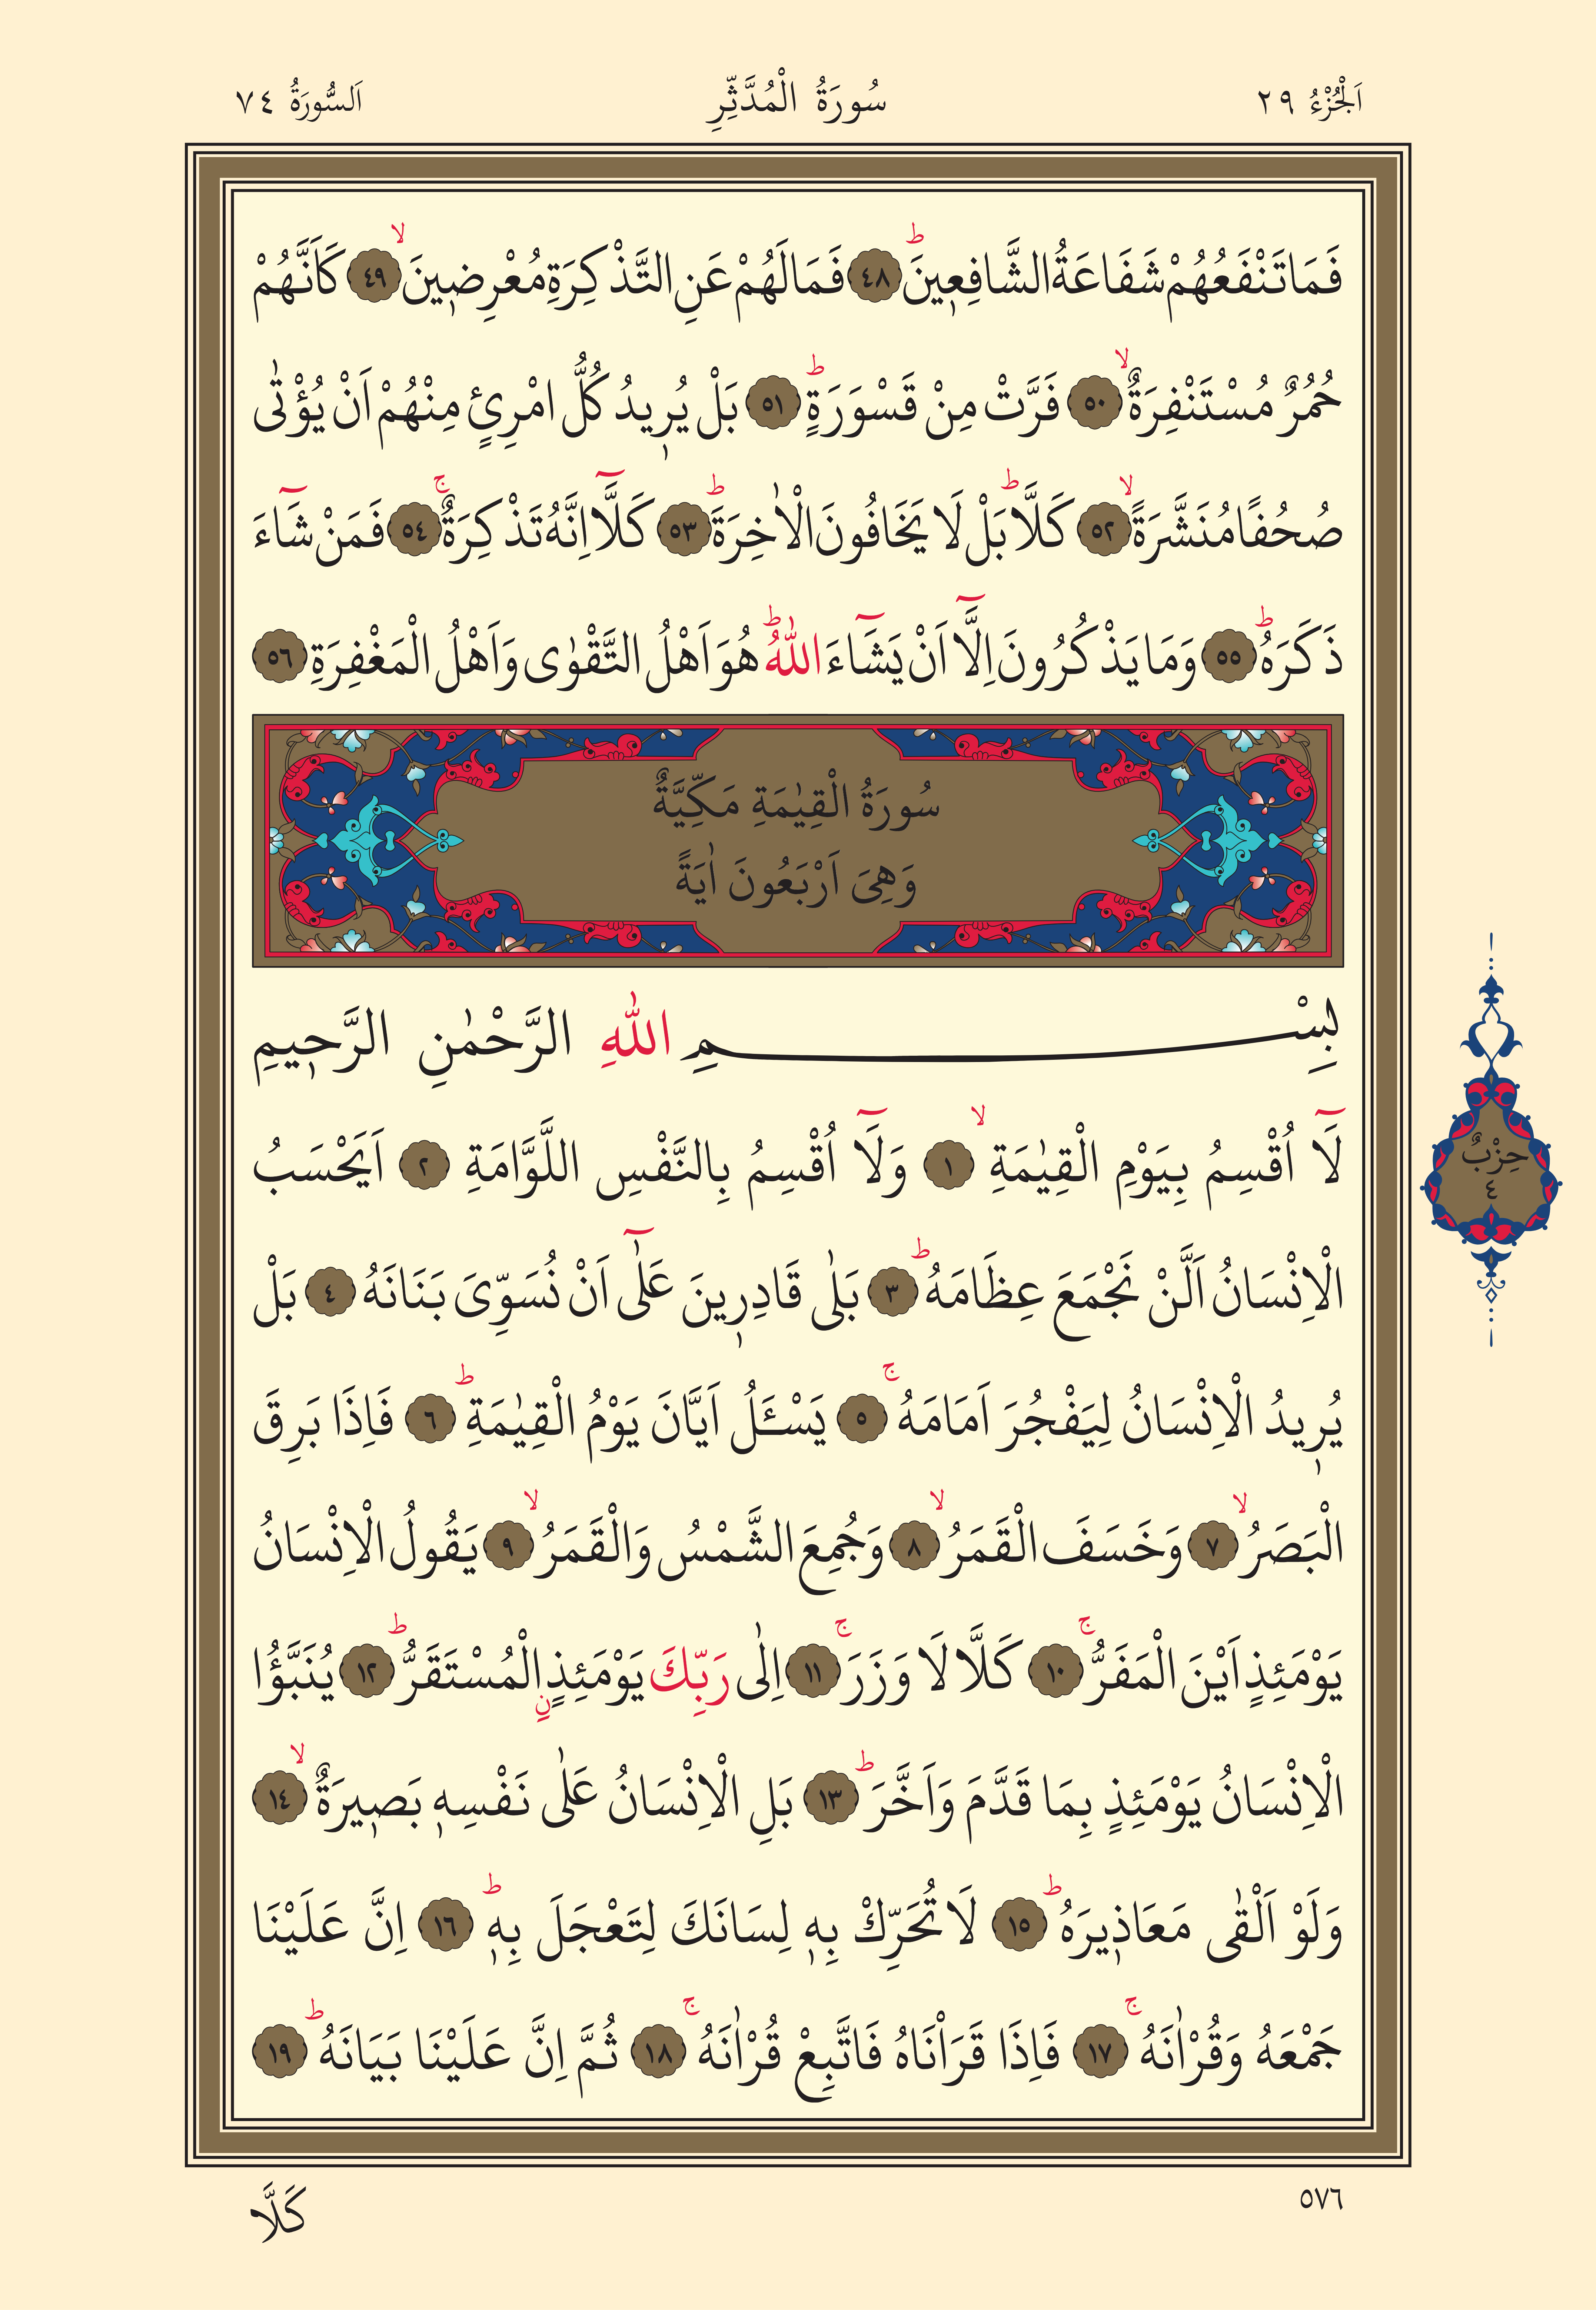 اَلْجُزْءُ ٢٩
سُورَةُ الْمُدَّثِّرِ
اَلسُّورَةُ ٧٤
فَمَا تَنْفَعُهُمْ شَفَاعَةُ الشَّافِع۪ينَۜ ٤٨ فَمَا لَهُمْ عَنِ التَّذْكِرَةِ مُعْرِض۪ينَۙ ٤٩ كَاَنَّهُمْ
حُمُرٌ مُسْتَنْفِرَةٌۙ ٥٠ فَرَّتْ مِنْ قَسْوَرَةٍۜ ٥١ بَلْ يُر۪يدُ كُلُّ امْرِئٍ مِنْهُمْ اَنْ يُؤْتٰى
صُحُفًا مُنَشَّرَةًۙ ٥٢ كَلَّاۜ بَلْ لَا يَخَافُونَ الْاٰخِرَةَۜ ٥٣ كَلَّٓا اِنَّهُ تَذْكِرَةٌۚ ٥٤ فَمَنْ شَٓاءَ
ذَكَرَهُۜ ٥٥ وَمَا يَذْكُرُونَ اِلَّٓا اَنْ يَشَٓاءَ اللّٰهُۜ هُوَ اَهْلُ التَّقْوٰى وَاَهْلُ الْمَغْفِرَةِ ٥٦
سُورَةُ الْقِيٰمَةِ مَكِّيَّةٌ
وَهِيَ اَرْبَعُونَ اٰيَةً
بِسْمِ اللّٰهِ الرَّحْمٰنِ الرَّح۪يمِ
لَٓا اُقْسِمُ بِيَوْمِ الْقِيٰمَةِۙ ١ وَلَٓا اُقْسِمُ بِالنَّفْسِ اللَّوَّامَةِ ٢ اَيَحْسَبُ
الْاِنْسَانُ اَلَّنْ نَجْمَعَ عِظَامَهُۜ ٣ بَلٰى قَادِر۪ينَ عَلٰٓى اَنْ نُسَوِّيَ بَنَانَهُ ٤ بَلْ
يُر۪يدُ الْاِنْسَانُ لِيَفْجُرَ اَمَامَهُۚ ٥ يَسْـَٔلُ اَيَّانَ يَوْمُ الْقِيٰمَةِۜ ٦ فَاِذَا بَرِقَ
الْبَصَرُۙ ٧ وَخَسَفَ الْقَمَرُۙ ٨ وَجُمِعَ الشَّمْسُ وَالْقَمَرُۙ ٩ يَقُولُ الْاِنْسَانُ
يَوْمَئِذٍ اَيْنَ الْمَفَرُّۚ ١٠ كَلَّا لَا وَزَرَۚ ١١ اِلٰى رَبِّكَ يَوْمَئِذٍۨ الْمُسْتَقَرُّۜ ١٢ يُنَبَّؤُا
الْاِنْسَانُ يَوْمَئِذٍ بِمَا قَدَّمَ وَاَخَّرَۜ ١٣ بَلِ الْاِنْسَانُ عَلٰى نَفْسِه۪ بَص۪يرَةٌۙ ١٤
وَلَوْ اَلْقٰى مَعَاذ۪يرَهُۜ ١٥ لَا تُحَرِّكْ بِه۪ لِسَانَكَ لِتَعْجَلَ بِه۪ۜ ١٦ اِنَّ عَلَيْنَا
جَمْعَهُ وَقُرْاٰنَهُۚ ١٧ فَاِذَا قَرَاْنَاهُ فَاتَّبِعْ قُرْاٰنَهُۚ ١٨ ثُمَّ اِنَّ عَلَيْنَا بَيَانَهُۜ ١٩
حِزْبٌ
٤
٥٧٦
كَلَّا